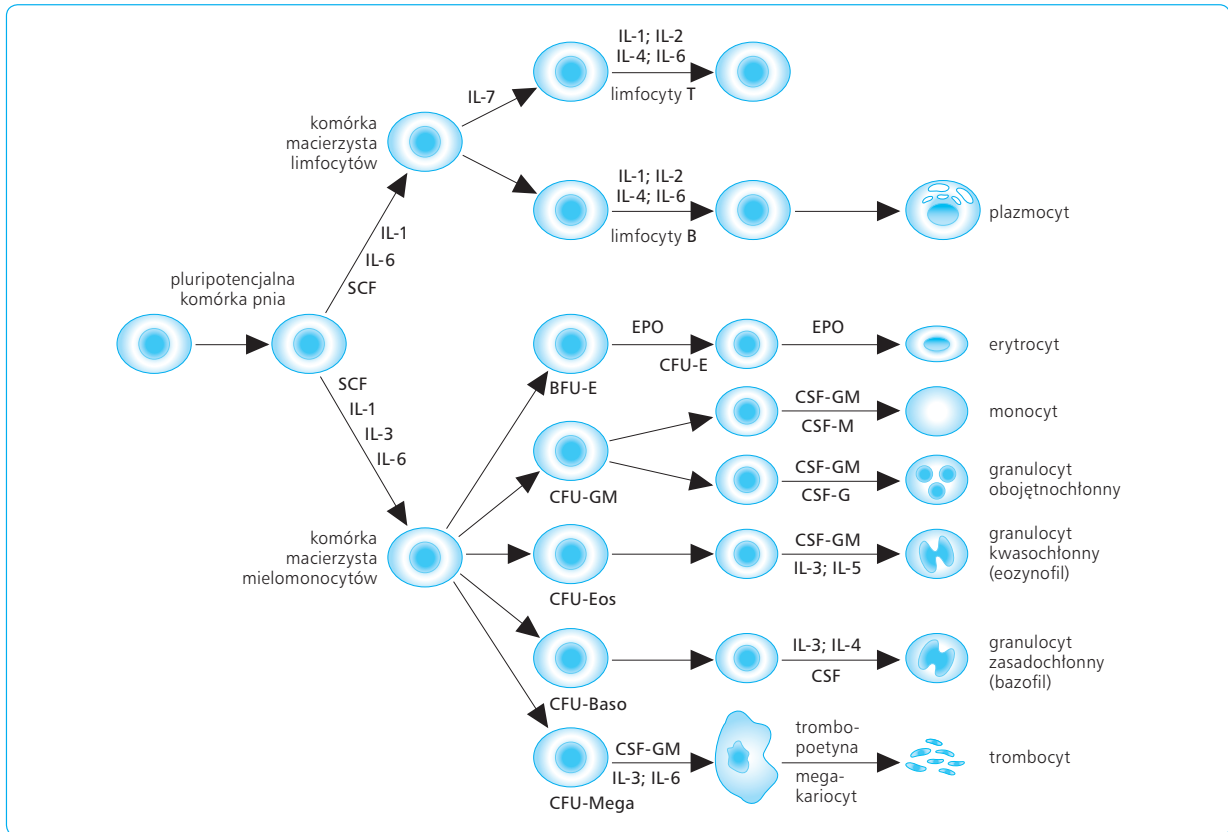 IL-1; IL-2
IL-4; IL-6
limfocyty T
IL-7
komórka
macierzysta
limfocytów
IL-1; IL-2
IL-4; IL-6
limfocyty B
plazmocyt
IL-1
IL-6
SCF
pluripotencjalna
komórka pnia
SCF
IL-1
IL-3
IL-6
EPO
CFU-E
EPO
erytrocyt
BFU-E
CSF-GM
CSF-M
monocyt
CFU-GM
CSF-GM
CSF-G
granulocyt
obojętnochłonny
komórka
macierzysta
mielomonocytów
CFU-Eos
CSF-GM
IL-3; IL-5
granulocyt
kwasochłonny
(eozynofil)
CFU-Baso
IL-3; IL-4
CSF
granulocyt
zasadochłonny
(bazofil)
CSF-GM
IL-3; IL-6
CFU-Mega
trombo-
poetyna
mega-
kariocyt
trombocyt